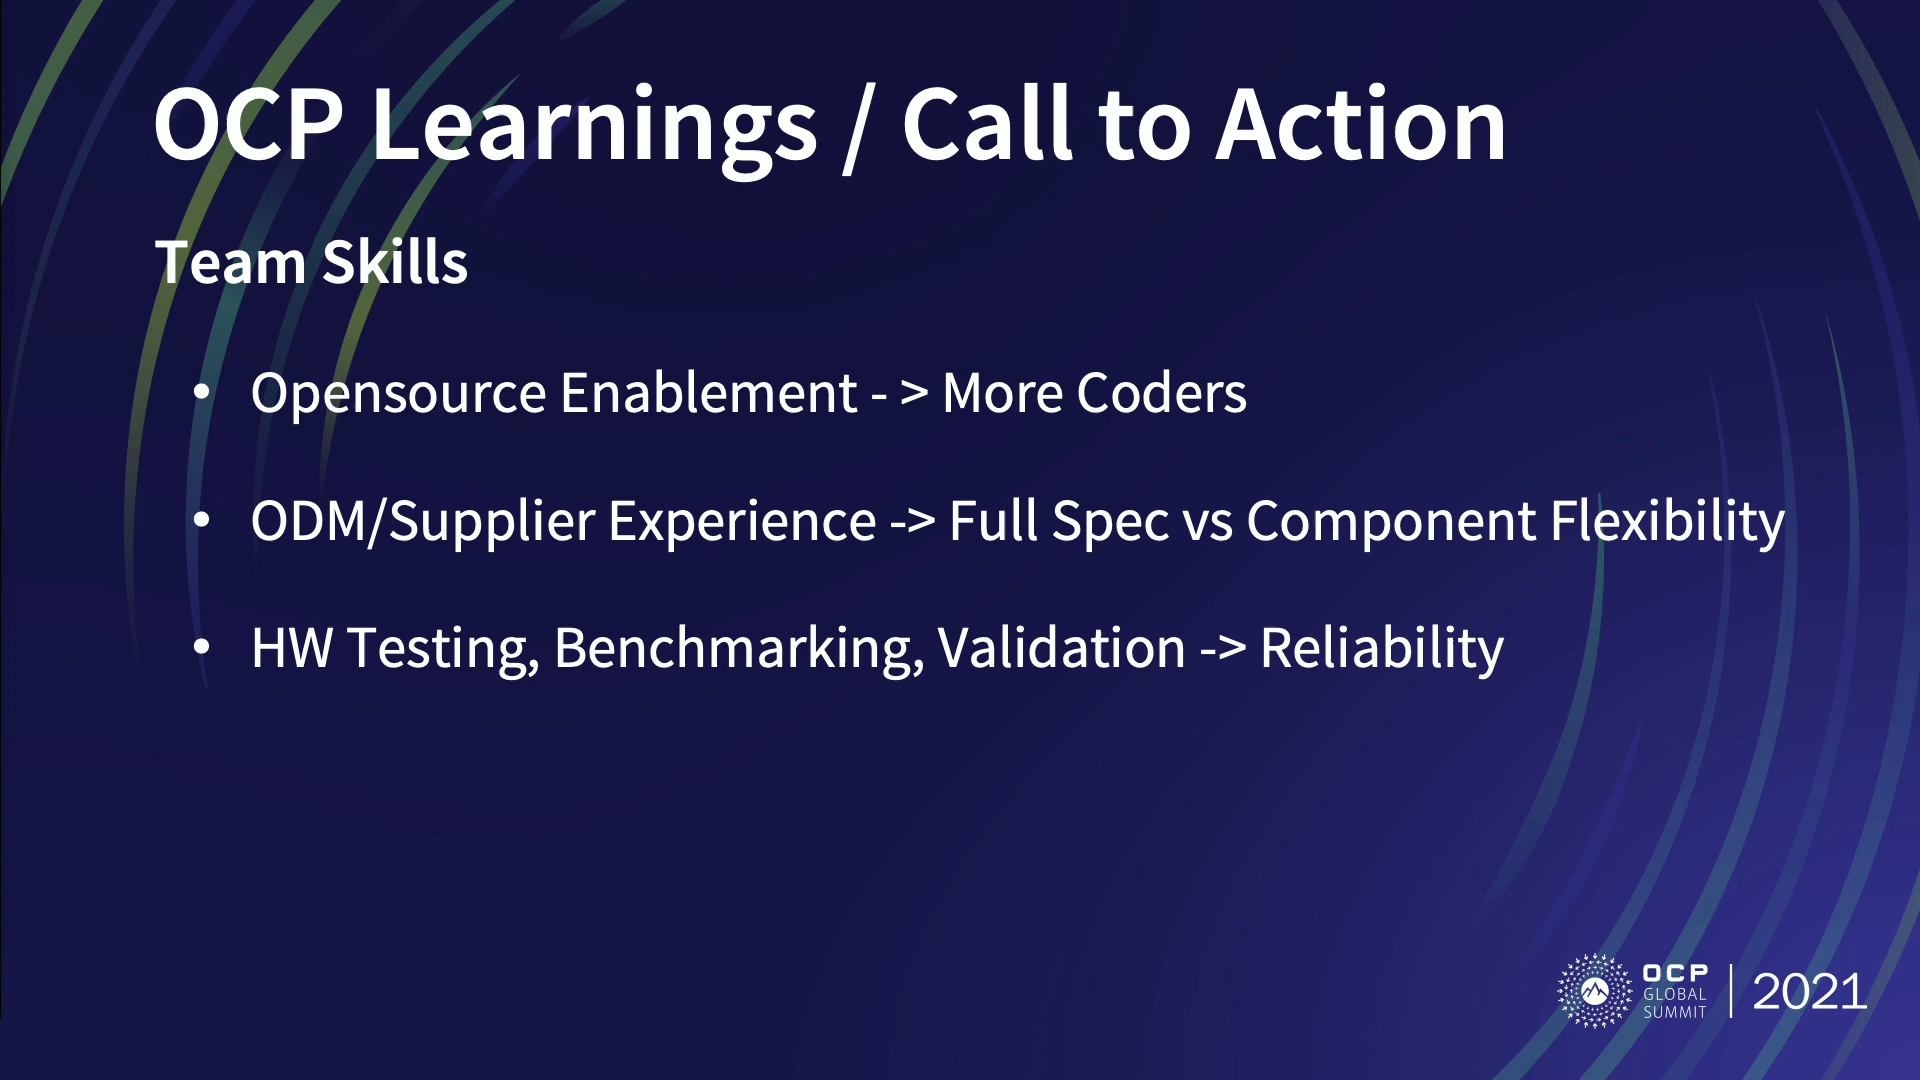 OCP Learnings / Call to Action
Team Skills
• Opensource Enablement - > More Coders
• ODM/Supplier Experience -> Full Spec vs Component Flexibility
• HW Testing, Benchmarking, Validation -> Reliability
OCP
GLOBAL
SUMMIT
2021